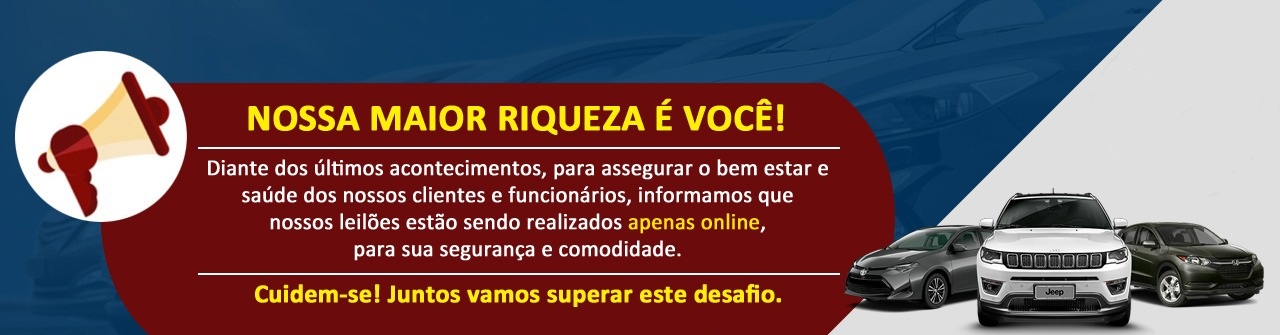 NOSSA MAIOR RIQUEZA É VOCÊ!
Diante dos últimos acontecimentos, para assegurar o bem estar e
saúde dos nossos clientes e funcionários, informamos que
nossos leilões estão sendo realizados apenas online,
para sua segurança e comodidade.
Cuidem-se! Juntos vamos superar este desafio.
Jeep